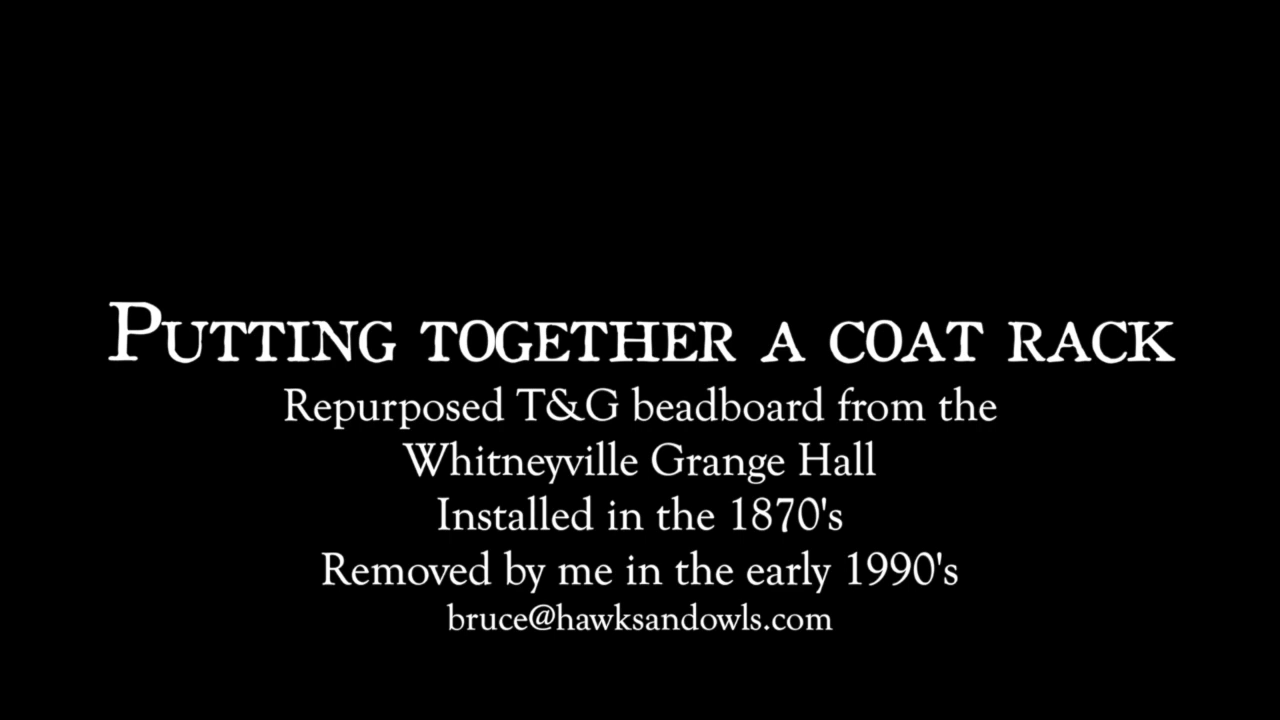 Putting together a coat rack
Repurposed T&G beadboard from the
Whitneyville Grange Hall
Installed in the 1870's
Removed by me in the early 1990's
bruce@hawksandowls.com